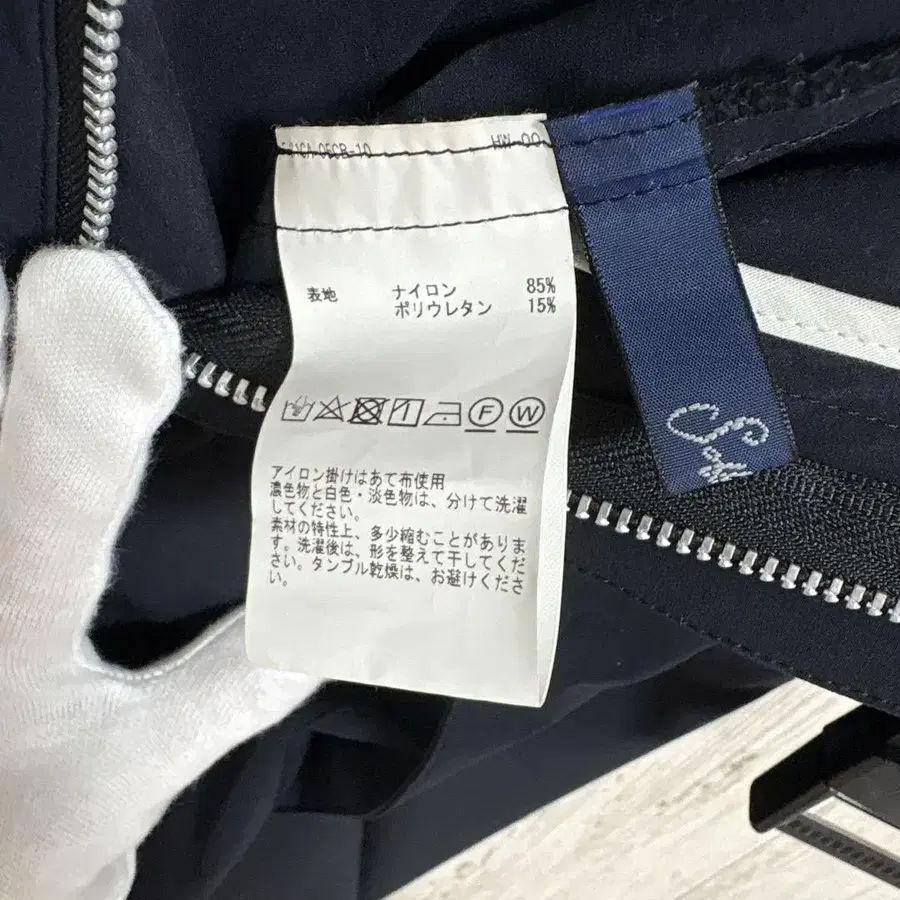 表地 ナイロン 85%
ポリウレタン 15%
F W
アイロン掛けはあて布使用
濃色物と白色・淡色物は、分けて洗濯
してください。
素材の特性上、多少縮むことがありま
す。洗濯後は、形を整えて干してくだ
さい。タンブル乾燥は、お避けくださ
い。